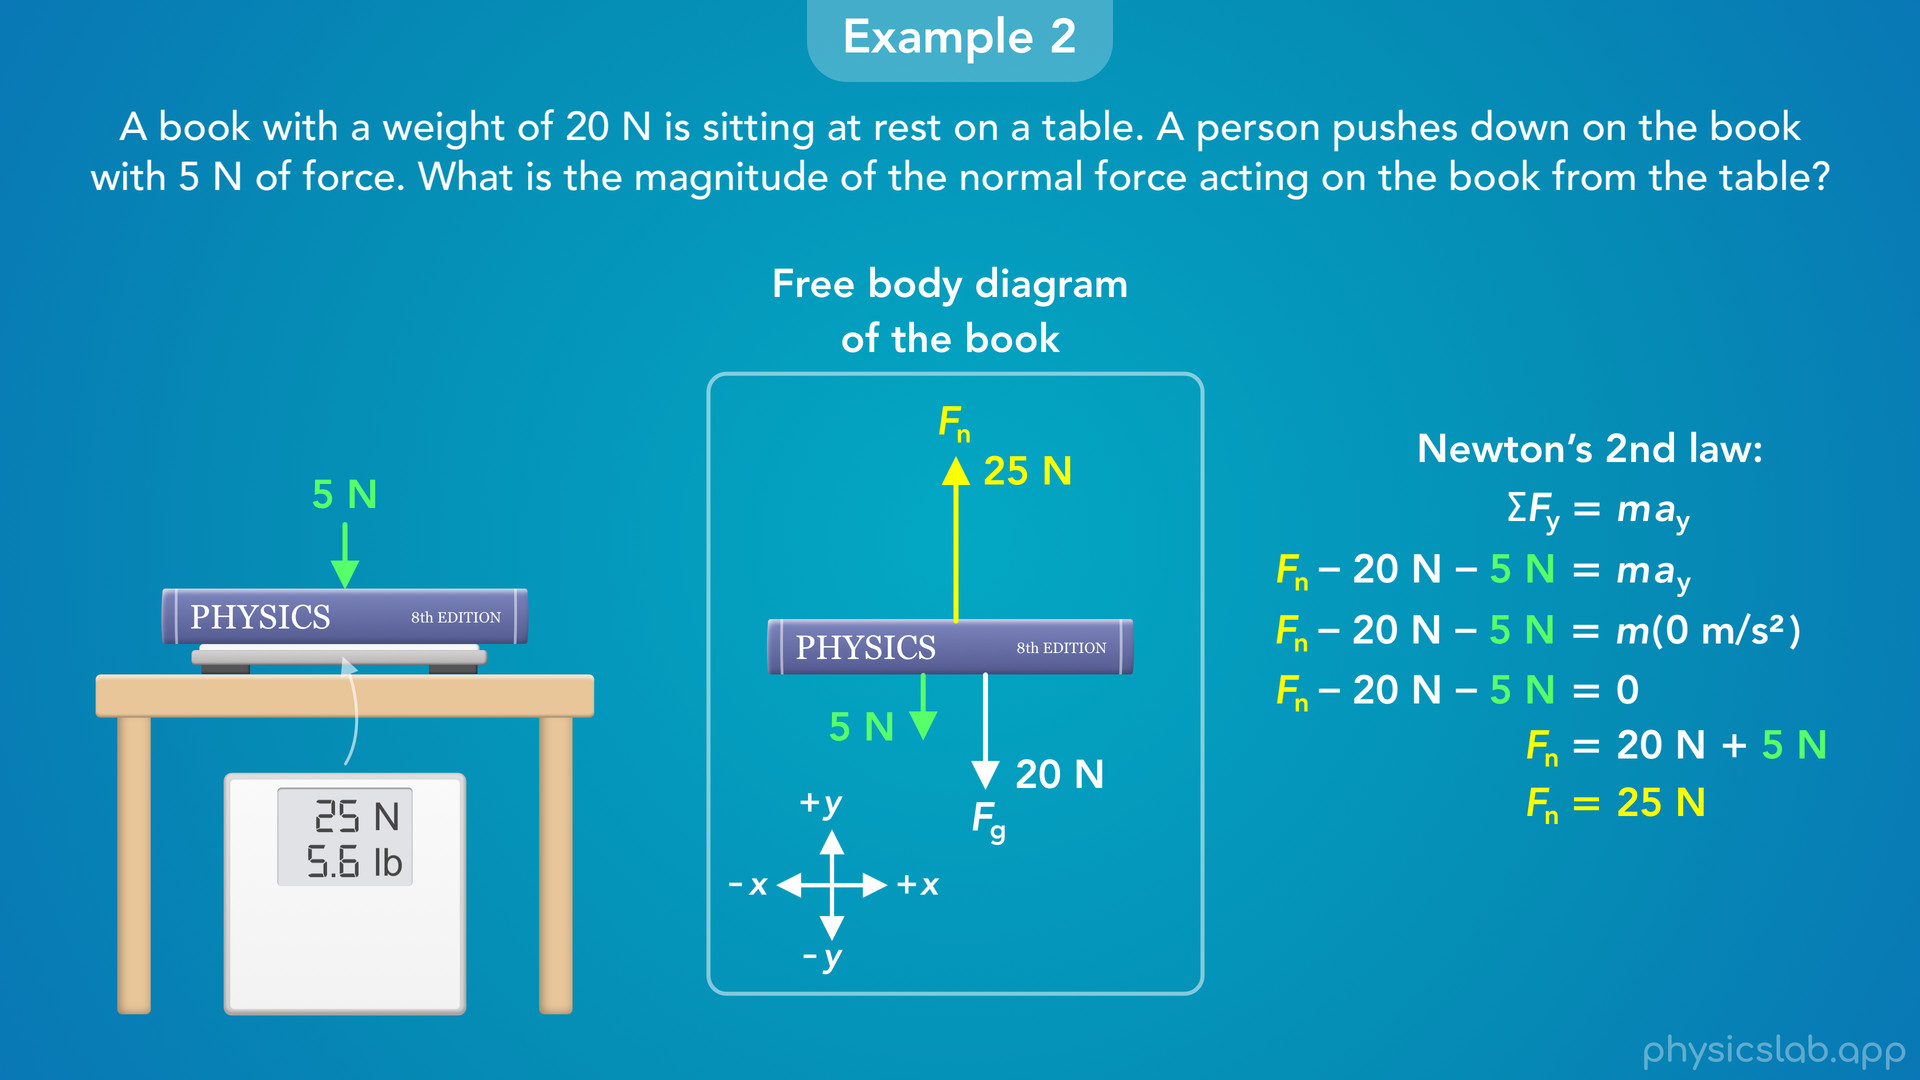 Example 2
A book with a weight of 20 N is sitting at rest on a table. A person pushes down on the book
with 5 N of force. What is the magnitude of the normal force acting on the book from the table?
5 N
PHYSICS 8th EDITION
25 N
5.6 lb
Free body diagram
of the book
Fn
25 N
PHYSICS 8th EDITION
5 N
20 N
Fg
+y
−x +x
−y
Newton’s 2nd law:
ΣFy = may
Fn − 20 N − 5 N = may
Fn − 20 N − 5 N = m(0 m/s²)
Fn − 20 N − 5 N = 0
Fn = 20 N + 5 N
Fn = 25 N
physicslab.app